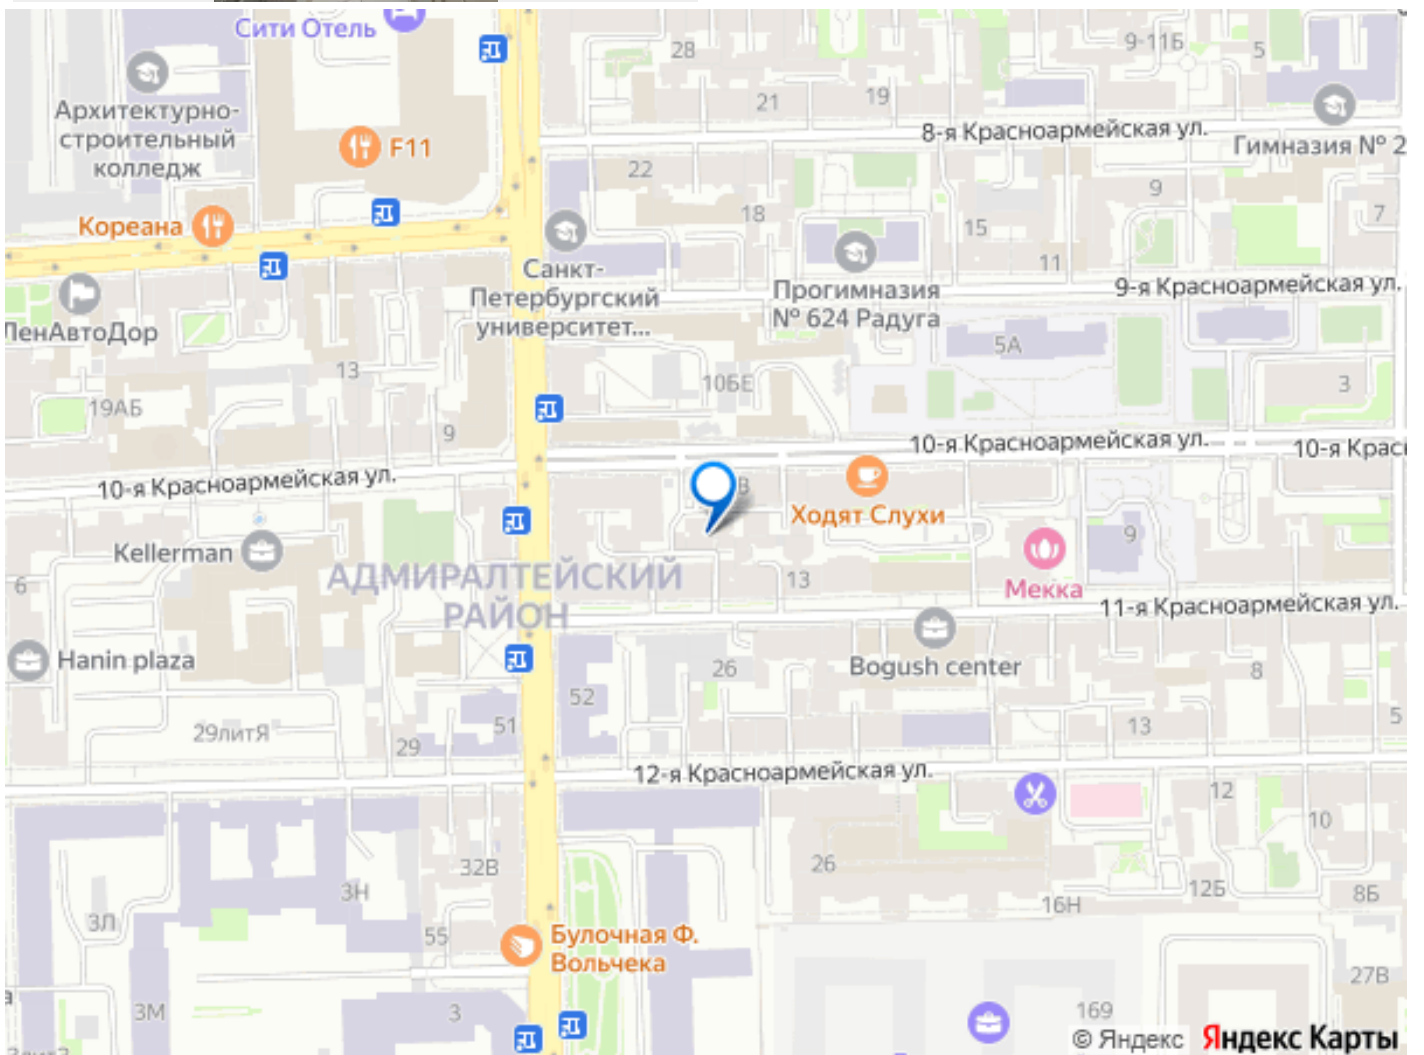 Сити Отель
28
9-11Б
5
Архитектурно-
строительный
колледж
F11
21
19
8-я Красноармейская ул.
Гимназия № 2
22
18
9
7
Кореана
15
11
Санкт-
Петербургский
университет...
Прогимназия
№ 624 Радуга
9-я Красноармейская ул.
ЛенАвтоДор
5А
13
10БЕ
3
19АБ
9
10-я Красноармейская ул.
10-я Крас
10-я Красноармейская ул.
В
Ходят Слухи
Kellerman
9
АДМИРАЛТЕЙСКИЙ
РАЙОН
13
Мекка
6
11-я Красноармейская ул.
Hanin plaza
26
Bogush center
8
52
51
29литЯ
29
13
5
12-я Красноармейская ул.
12
10
32В
26
3Н
12Б
8Б
16Н
3Л
55
Булочная Ф.
Вольчека
27В
3М
3
169
© Яндекс
Яндекс Карты